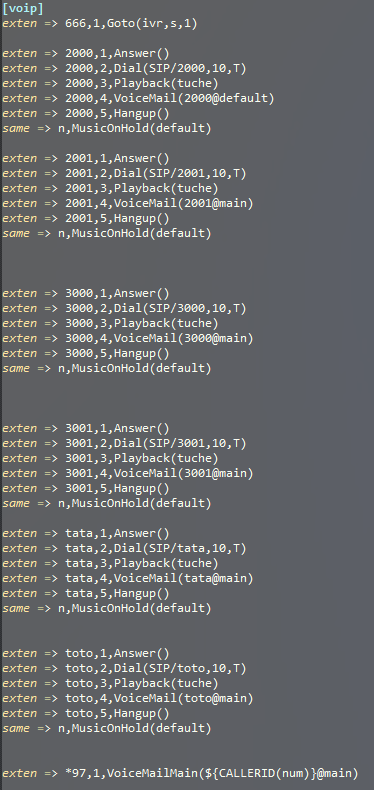 [voip]
exten => 666,1,Goto(ivr,s,1)
exten => 2000,1,Answer()
exten => 2000,2,Dial(SIP/2000,10,T)
exten => 2000,3,Playback(tuche)
exten => 2000,4,VoiceMail(2000@default)
exten => 2000,5,Hangup()
same => n,MusicOnHold(default)
exten => 2001,1,Answer()
exten => 2001,2,Dial(SIP/2001,10,T)
exten => 2001,3,Playback(tuche)
exten => 2001,4,VoiceMail(2001@main)
exten => 2001,5,Hangup()
same => n,MusicOnHold(default)
exten => 3000,1,Answer()
exten => 3000,2,Dial(SIP/3000,10,T)
exten => 3000,3,Playback(tuche)
exten => 3000,4,VoiceMail(3000@main)
exten => 3000,5,Hangup()
same => n,MusicOnHold(default)
exten => 3001,1,Answer()
exten => 3001,2,Dial(SIP/3001,10,T)
exten => 3001,3,Playback(tuche)
exten => 3001,4,VoiceMail(3001@main)
exten => 3001,5,Hangup()
same => n,MusicOnHold(default)
exten => tata,1,Answer()
exten => tata,2,Dial(SIP/tata,10,T)
exten => tata,3,Playback(tuche)
exten => tata,4,VoiceMail(tata@main)
exten => tata,5,Hangup()
same => n,MusicOnHold(default)
exten => toto,1,Answer()
exten => toto,2,Dial(SIP/toto,10,T)
exten => toto,3,Playback(tuche)
exten => toto,4,VoiceMail(toto@main)
exten => toto,5,Hangup()
same => n,MusicOnHold(default)
exten => *97,1,VoiceMailMain(${CALLERID(num)}@main)